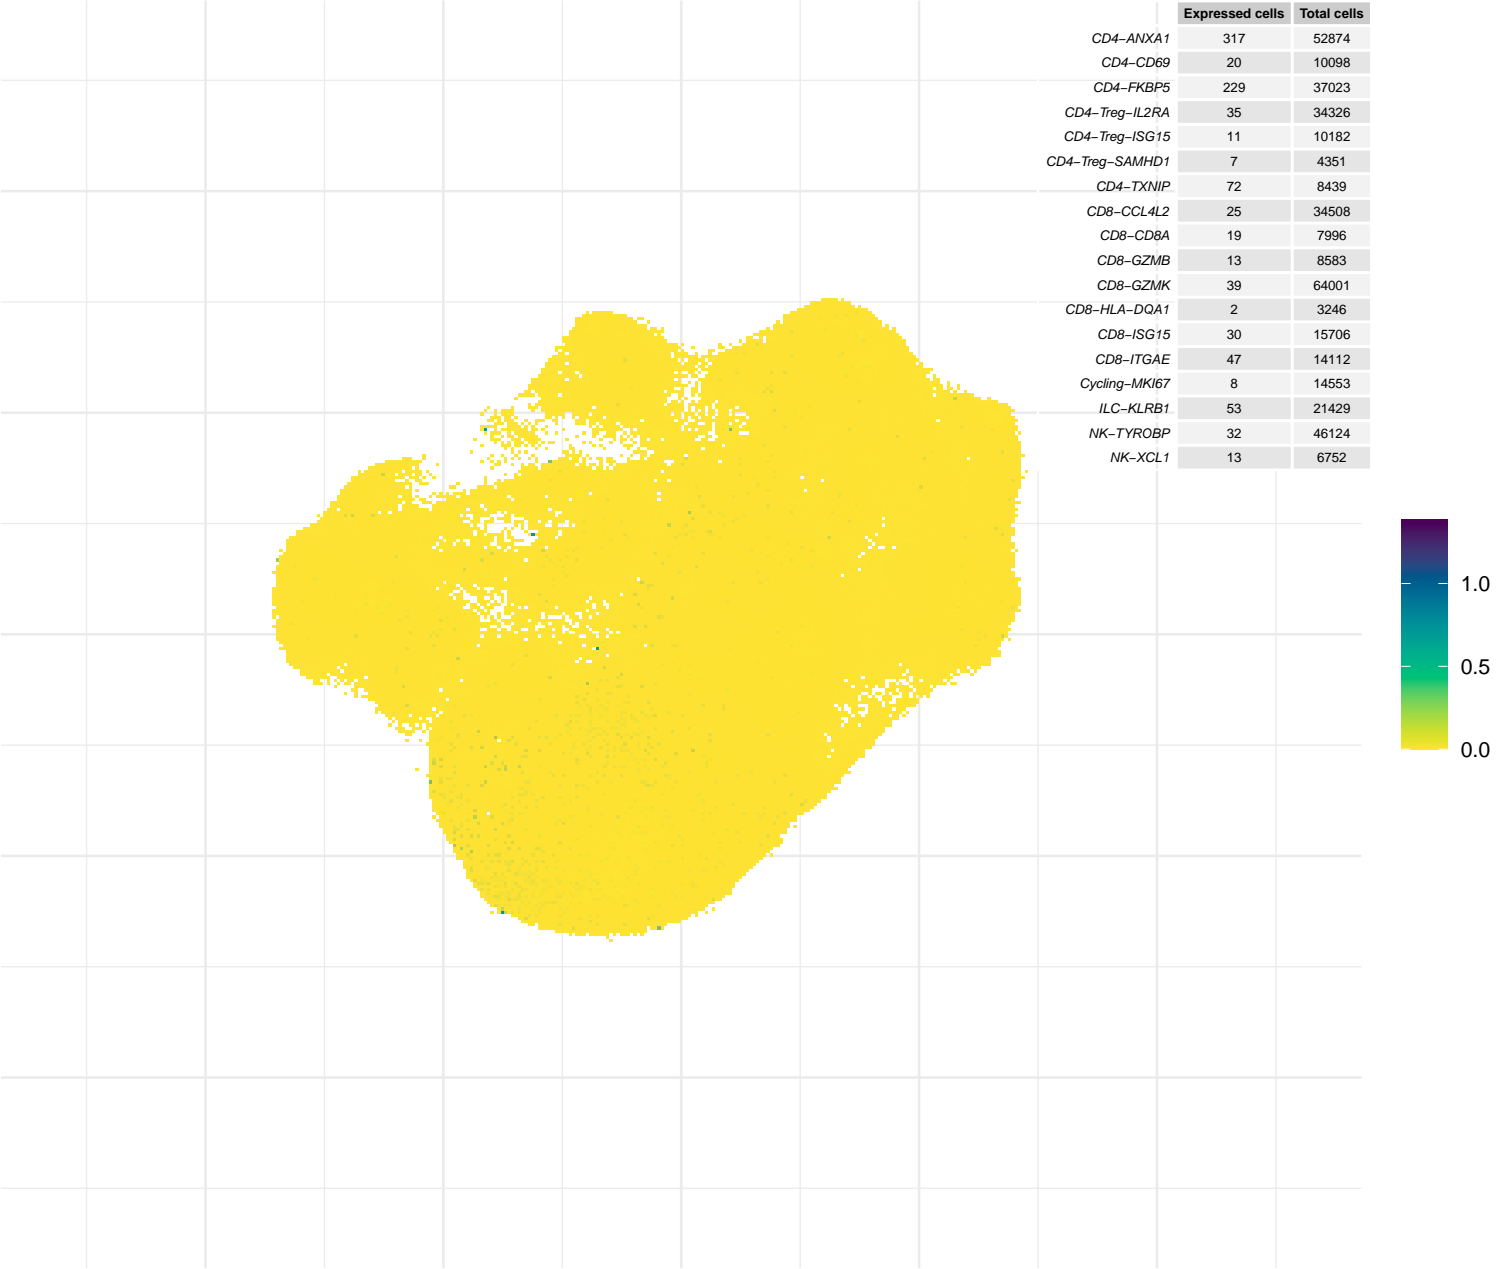 Expressed cells Total cells
CD4−ANXA1 317 52874
CD4−CD69 20 10098
CD4−FKBP5 229 37023
CD4−Treg−IL2RA 35 34326
CD4−Treg−ISG15 11 10182
CD4−Treg−SAMHD1 7 4351
CD4−TXNIP 72 8439
CD8−CCL4L2 25 34508
CD8−CD8A 19 7996
CD8−GZMB 13 8583
CD8−GZMK 39 64001
CD8−HLA−DQA1 2 3246
CD8−ISG15 30 15706
CD8−ITGAE 47 14112
Cycling−MKI67 8 14553
ILC−KLRB1 53 21429
NK−TYROBP 32 46124
NK−XCL1 13 6752
1.0
0.5
0.0